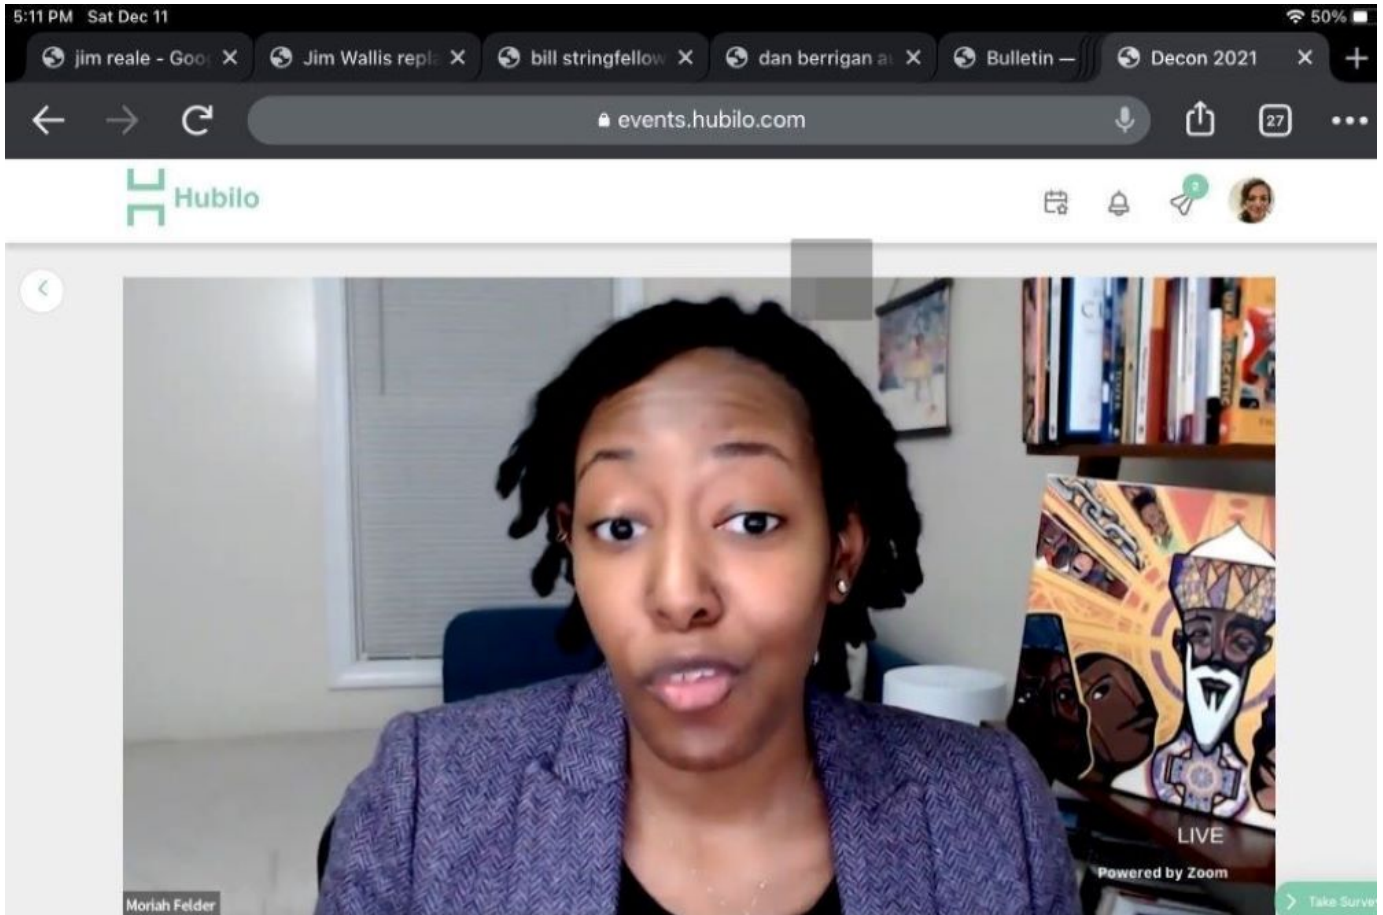 5:11 PM Sat Dec 11
50%
jim reale - Goo
Jim Wallis repl
bill stringfellow
dan berrigan a
Bulletin —
Decon 2021
events.hubilo.com
27
Hubilo
2
LIVE
Powered by Zoom
Moriah Felder
Take Surve